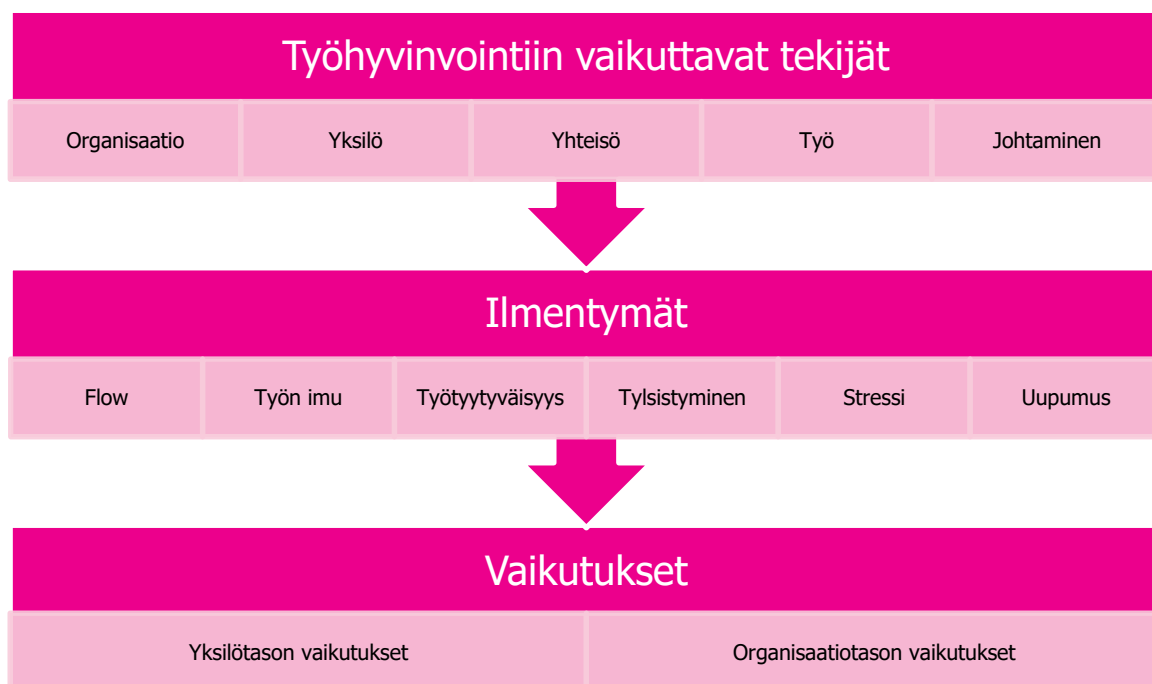 Työhyvinvointiin vaikuttavat tekijät
Organisaatio Yksilö Yhteisö Työ Johtaminen
Ilmentymät
Flow Työn imu Työtyytyväisyys Tylsistyminen Stressi Uupumus
Vaikutukset
Yksilötason vaikutukset Organisaatiotason vaikutukset